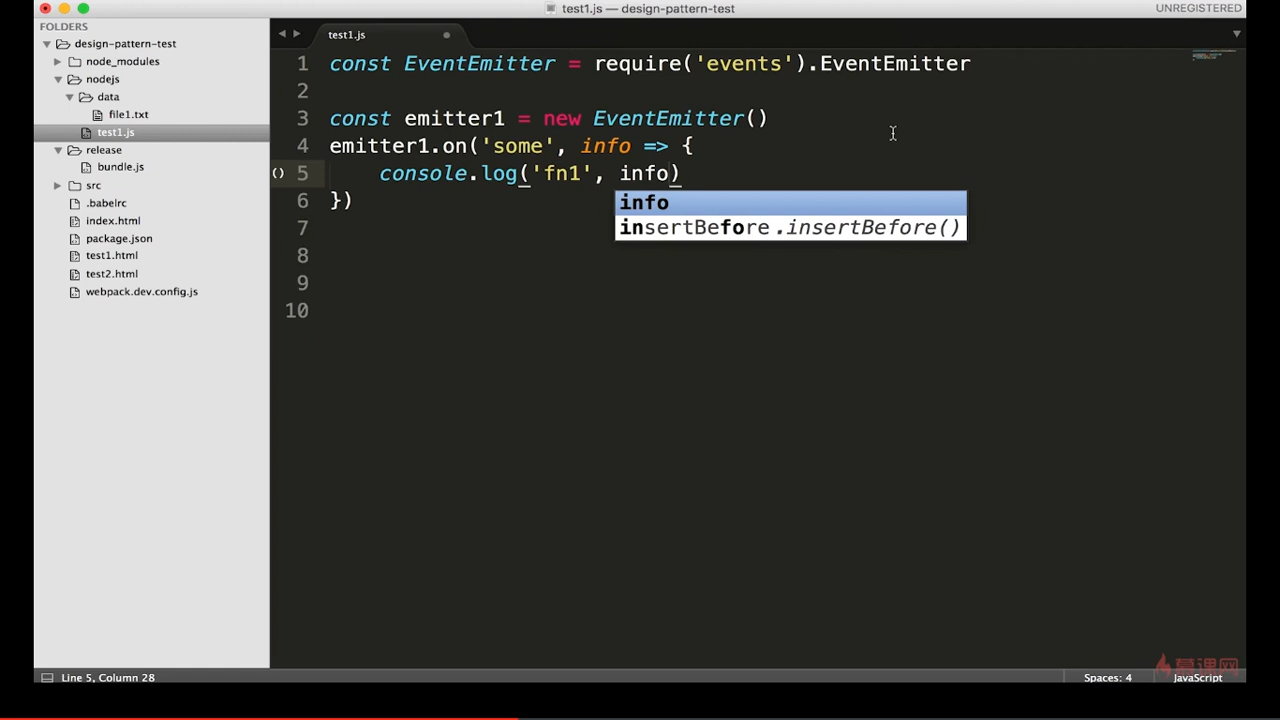 test1.js — design-pattern-test
UNREGISTERED
FOLDERS
design-pattern-test
node_modules
nodejs
data
file1.txt
test1.js
release
bundle.js
src
.babelrc
index.html
package.json
test1.html
test2.html
webpack.dev.config.js
test1.js
1 const EventEmitter = require('events').EventEmitter
2
3 const emitter1 = new EventEmitter()
4 emitter1.on('some', info => {
() 5 console.log('fn1', info)
6 })
7
8
9
10
info
insertBefore .insertBefore()
慕课网
Line 5, Column 28
Spaces: 4
JavaScript